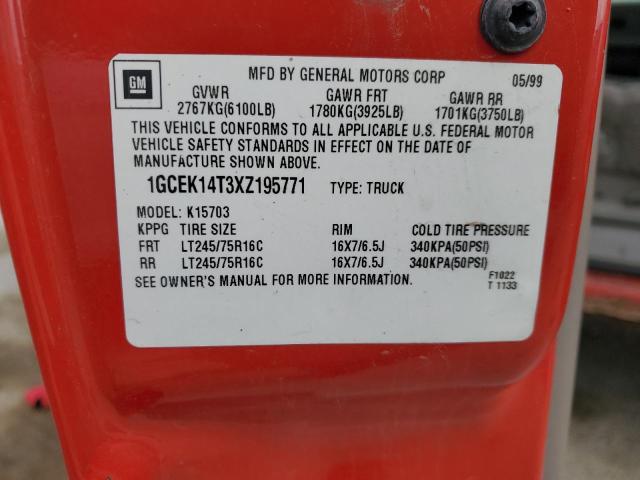 GM
MFD BY GENERAL MOTORS CORP 05/99
GVWR GAWR FRT GAWR RR
2767KG(6100LB) 1780KG(3925LB) 1701KG(3750LB)
THIS VEHICLE CONFORMS TO ALL APPLICABLE U.S. FEDERAL MOTOR
VEHICLE SAFETY STANDARDS IN EFFECT ON THE DATE OF
MANUFACTURE SHOWN ABOVE.
1GCEK14T3XZ195771 TYPE: TRUCK
MODEL: K15703
KPPG TIRE SIZE RIM COLD TIRE PRESSURE
FRT LT245/75R16C 16X7/6.5J 340KPA(50PSI)
RR LT245/75R16C 16X7/6.5J 340KPA(50PSI)
SEE OWNER'S MANUAL FOR MORE INFORMATION. F1022
T 1133